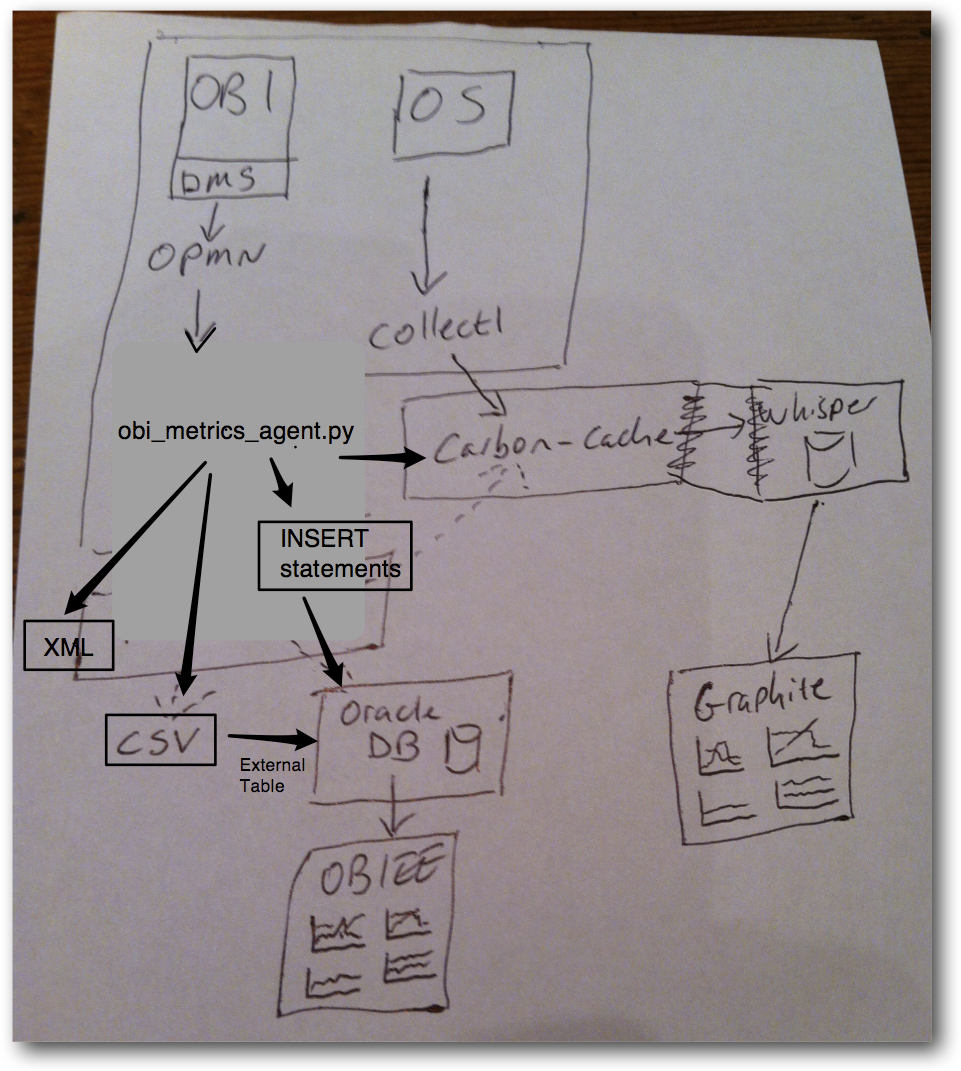 OBI
OS
DMS
OPMN
collectl
obi_metrics_agent.py
Carbon-Cache
Whisper
INSERT
statements
XML
CSV
External
Table
Oracle
DB
Graphite
OBIEE